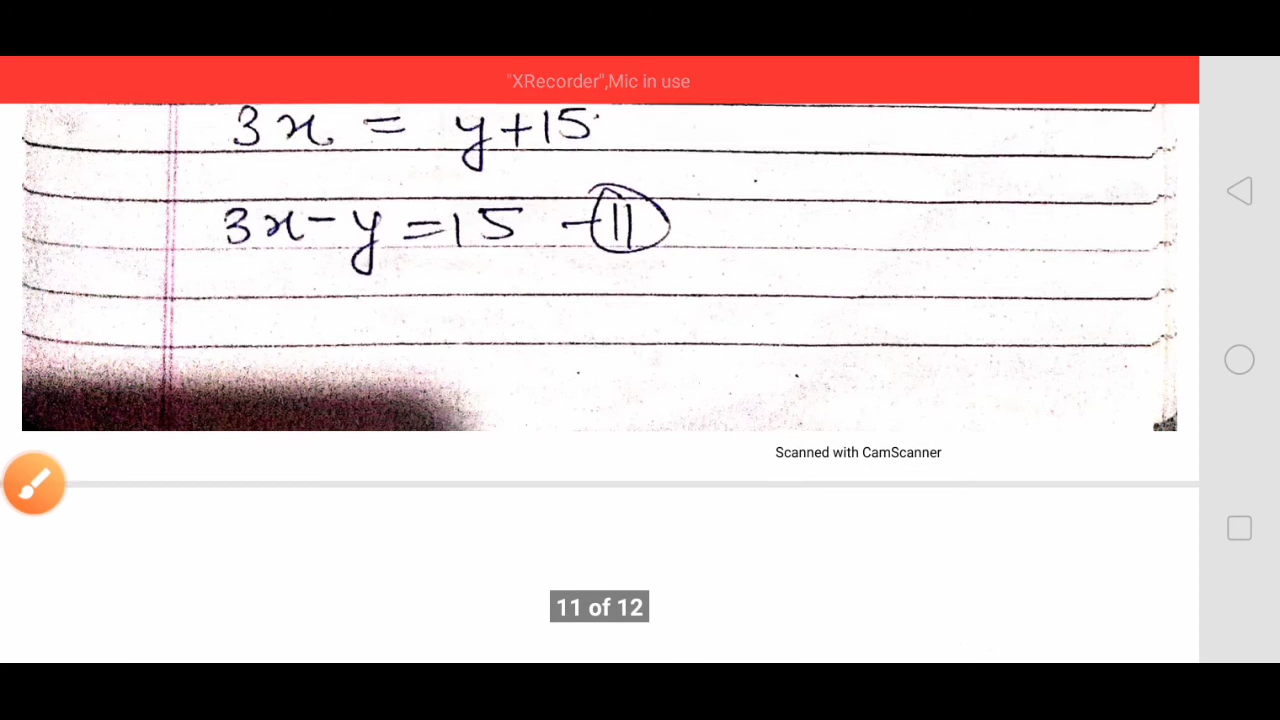 "XRecorder",Mic in use
3x = y+15
3x-y=15 -(11)
Scanned with CamScanner
11 of 12